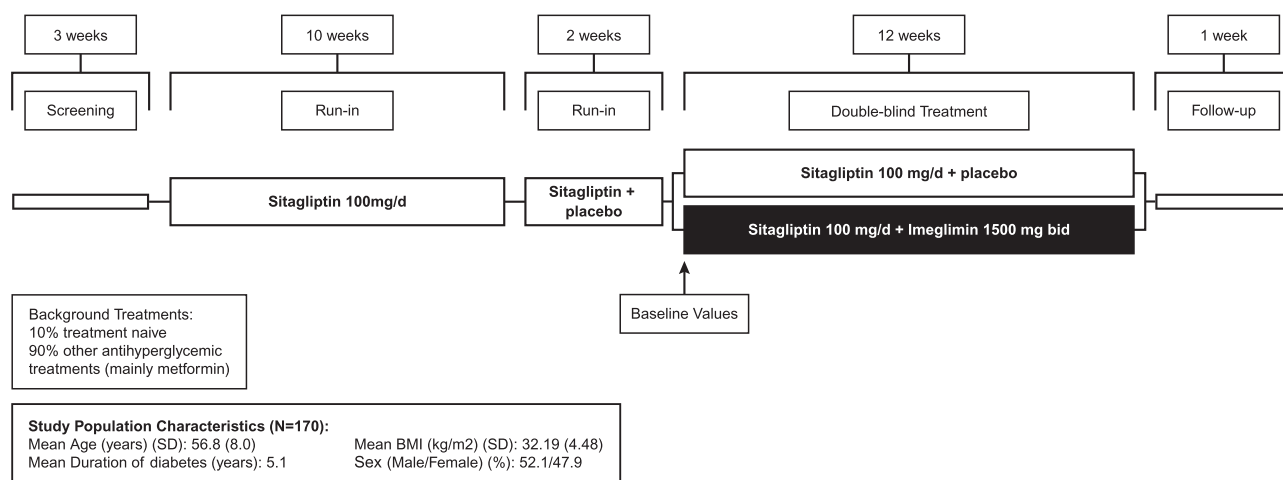 3 weeks
10 weeks
2 weeks
12 weeks
1 week
Screening
Run-in
Run-in
Double-blind Treatment
Follow-up
Sitagliptin 100mg/d
Sitagliptin +
placebo
Sitagliptin 100 mg/d + placebo
Sitagliptin 100 mg/d + Imeglimin 1500 mg bid
Baseline Values
Background Treatments:
10% treatment naive
90% other antihyperglycemic
treatments (mainly metformin)
Study Population Characteristics (N=170):
Mean Age (years) (SD): 56.8 (8.0) Mean BMI (kg/m2) (SD): 32.19 (4.48)
Mean Duration of diabetes (years): 5.1 Sex (Male/Female) (%): 52.1/47.9